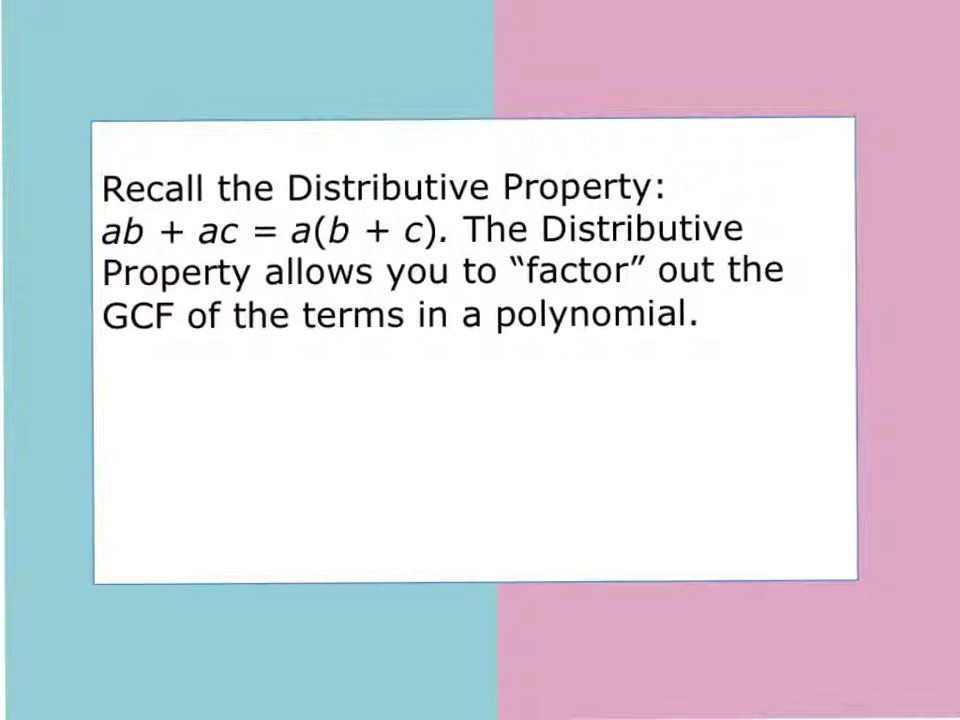 Recall the Distributive Property:
ab + ac = a(b + c). The Distributive
Property allows you to “factor” out the
GCF of the terms in a polynomial.